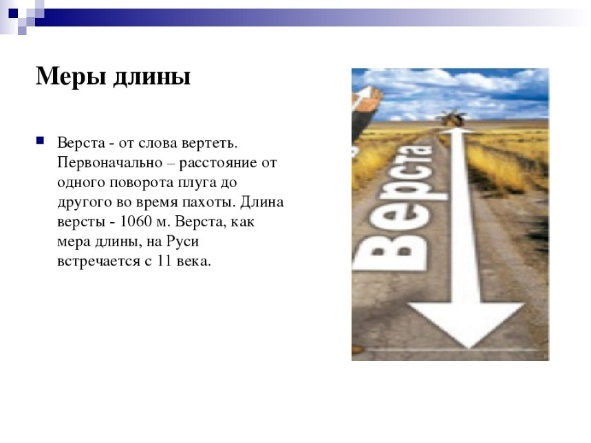 Меры длины
Верста - от слова вертеть.
Первоначально – расстояние от
одного поворота плуга до
другого во время пахоты. Длина
версты - 1060 м. Верста, как
мера длины, на Руси
встречается с 11 века.
Верста